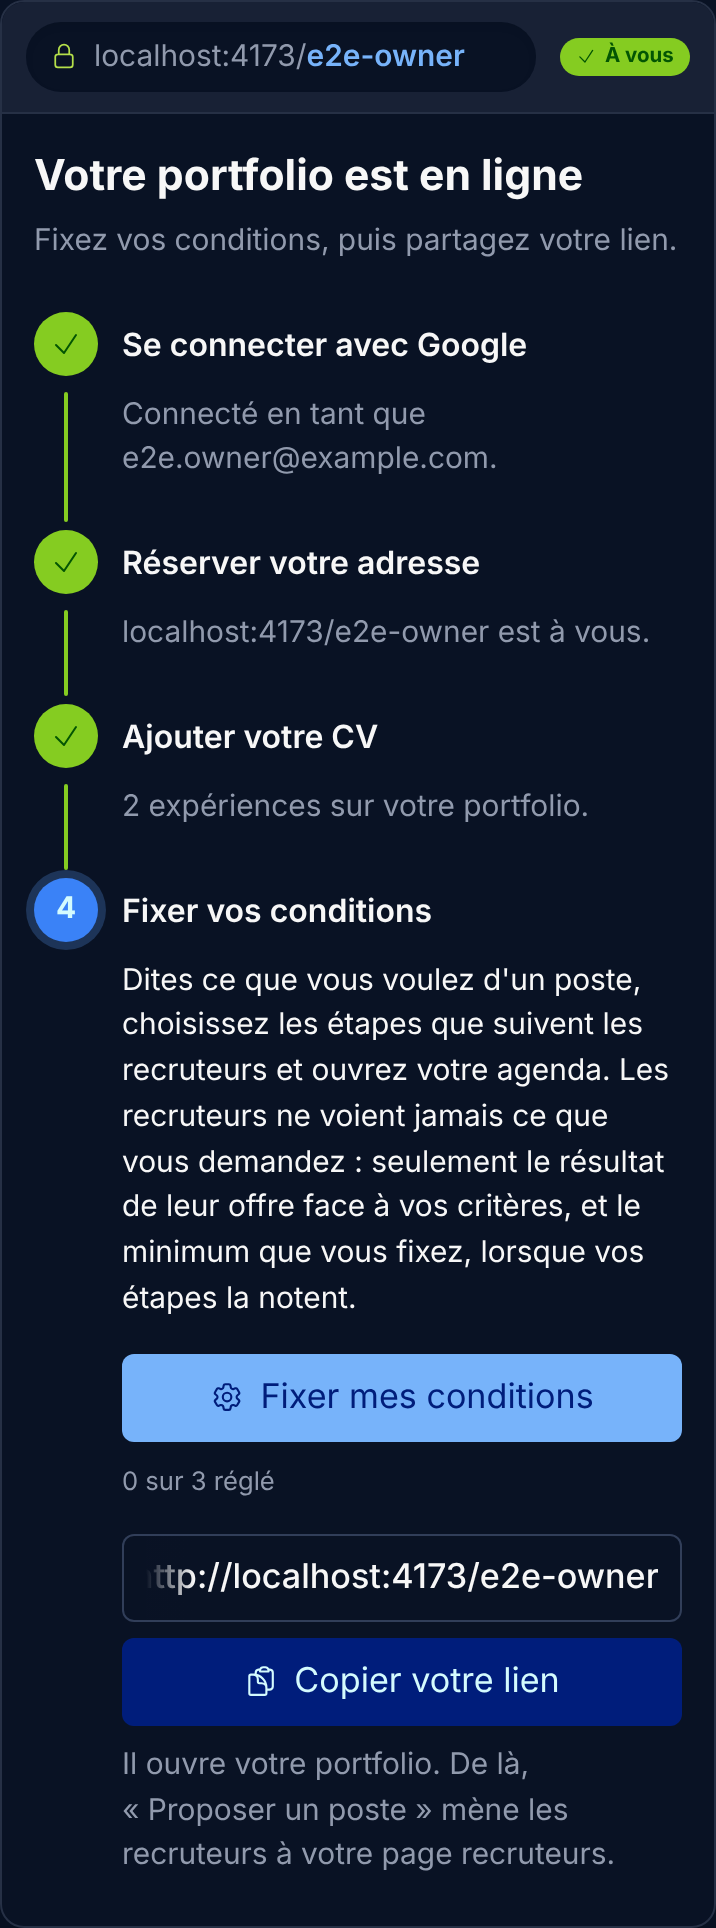 localhost:4173/e2e-owner
À vous
Votre portfolio est en ligne
Fixez vos conditions, puis partagez votre lien.
Se connecter avec Google
Connecté en tant que
e2e.owner@example.com.
Réserver votre adresse
localhost:4173/e2e-owner est à vous.
Ajouter votre CV
2 expériences sur votre portfolio.
4
Fixer vos conditions
Dites ce que vous voulez d'un poste,
choisissez les étapes que suivent les
recruteurs et ouvrez votre agenda. Les
recruteurs ne voient jamais ce que
vous demandez : seulement le résultat
de leur offre face à vos critères, et le
minimum que vous fixez, lorsque vos
étapes la notent.
Fixer mes conditions
0 sur 3 réglé
ttp://localhost:4173/e2e-owner
Copier votre lien
Il ouvre votre portfolio. De là,
« Proposer un poste » mène les
recruteurs à votre page recruteurs.